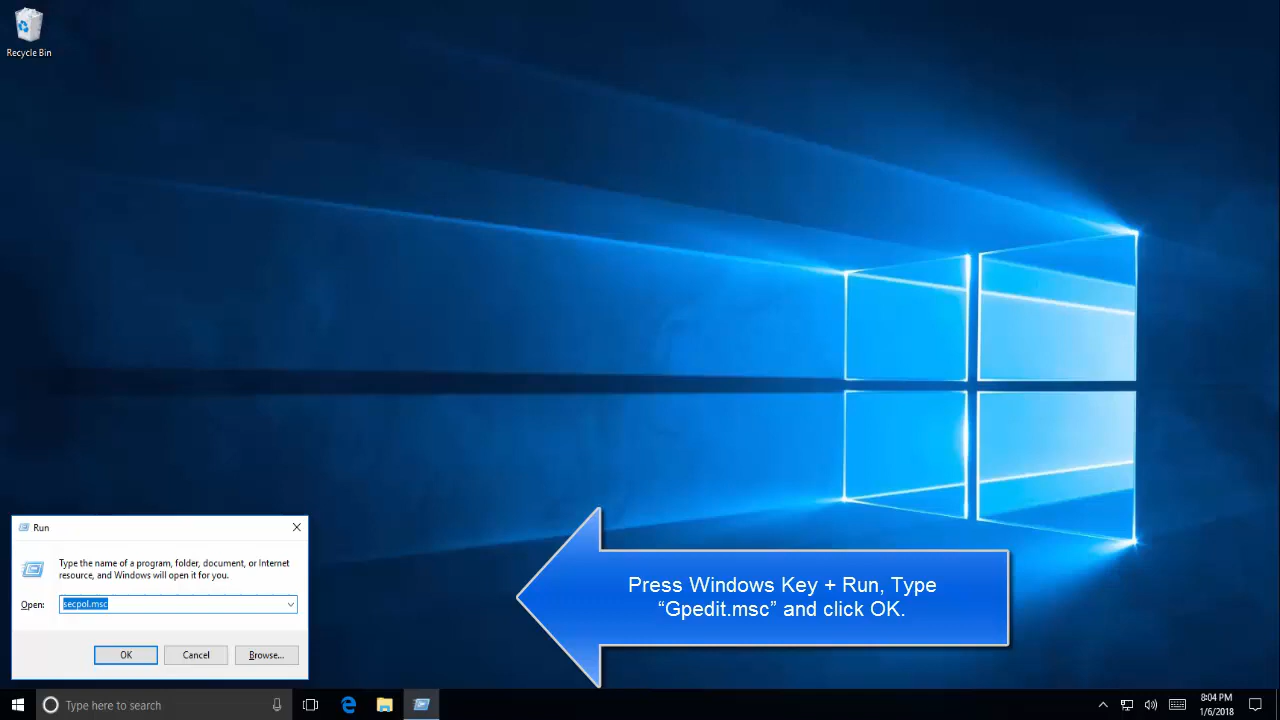 Recycle Bin
Run
Type the name of a program, folder, document, or Internet
resource, and Windows will open it for you.
Open: secpol.msc
OK Cancel Browse...
Press Windows Key + Run, Type
“Gpedit.msc” and click OK.
Type here to search
8:04 PM
1/6/2018